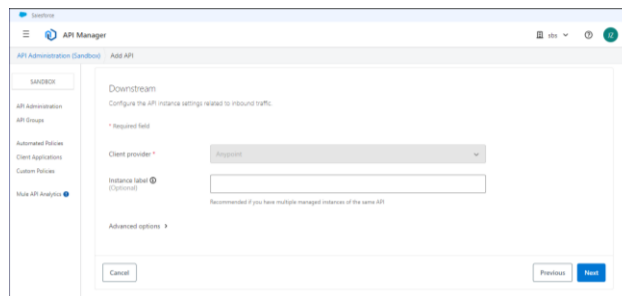 Salesforce
API Manager
sbs
JZ
API Administration (Sandbox) Add API
SANDBOX
API Administration
API Groups
Automated Policies
Client Applications
Custom Policies
Mule API Analytics
Downstream
Configure the API instance settings related to inbound traffic.
* Required field
Client provider *
Anypoint
Instance label
(Optional)
Recommended if you have multiple managed instances of the same API
Advanced options >
Cancel
Previous
Next